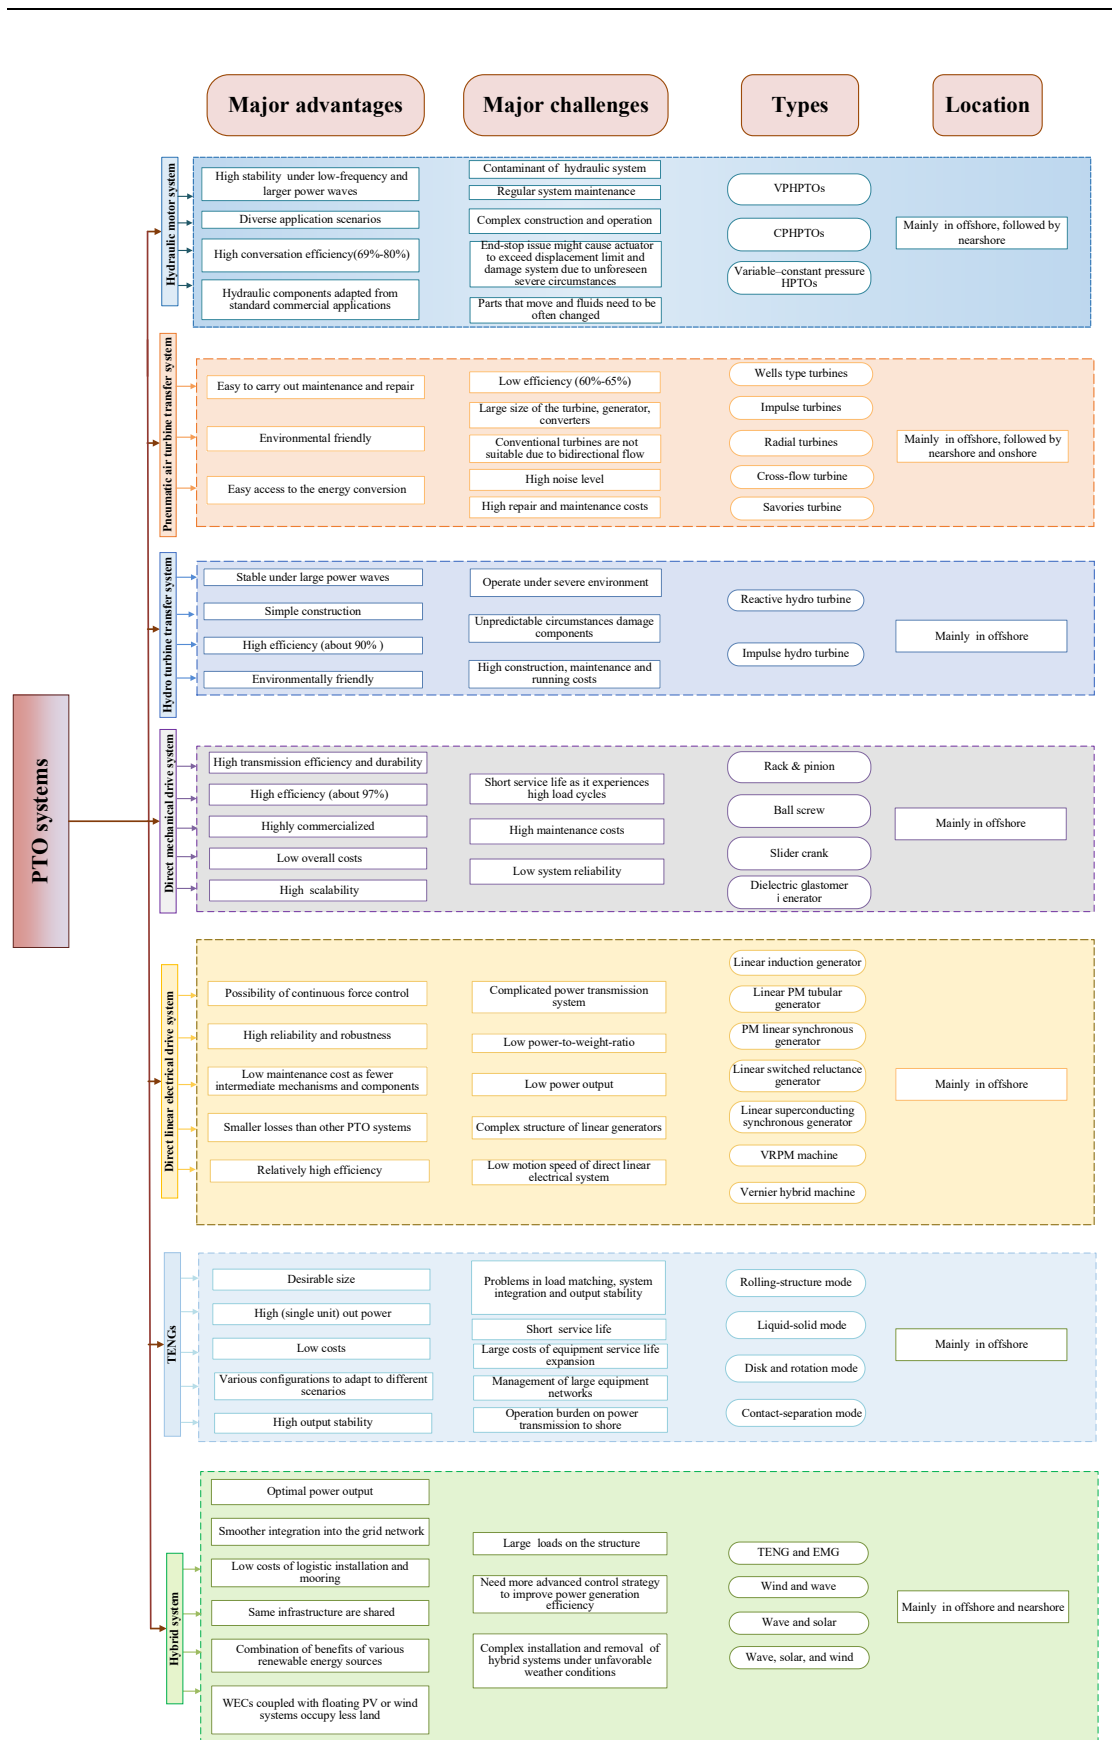 Major advantages
Major challenges
Types
Location
PTO systems
Hydraulic motor system
High stability under low-frequency and
larger power waves
Diverse application scenarios
High conversation efficiency(69%-80%)
Hydraulic components adapted from
standard commercial applications
Contaminant of hydraulic system
Regular system maintenance
Complex construction and operation
End-stop issue might cause actuator
to exceed displacement limit and
damage system due to unforeseen
severe circumstances
Parts that move and fluids need to be
often changed
VPHPTOs
CPHPTOs
Variable–constant pressure
HPTOs
Mainly in offshore, followed by
nearshore
Pneumatic air turbine transfer system
Easy to carry out maintenance and repair
Environmental friendly
Easy access to the energy conversion
Low efficiency (60%-65%)
Large size of the turbine, generator,
converters
Conventional turbines are not
suitable due to bidirectional flow
High noise level
High repair and maintenance costs
Wells type turbines
Impulse turbines
Radial turbines
Cross-flow turbine
Savories turbine
Mainly in offshore, followed by
nearshore and onshore
Hydro turbine transfer system
Stable under large power waves
Simple construction
High efficiency (about 90% )
Environmentally friendly
Operate under severe environment
Unpredictable circumstances damage
components
High construction, maintenance and
running costs
Reactive hydro turbine
Impulse hydro turbine
Mainly in offshore
Direct mechanical drive system
High transmission efficiency and durability
High efficiency (about 97%)
Highly commercialized
Low overall costs
High scalability
Short service life as it experiences
high load cycles
High maintenance costs
Low system reliability
Rack & pinion
Ball screw
Slider crank
Dielectric glastomer
i enerator
Mainly in offshore
Direct linear electrical drive system
Possibility of continuous force control
High reliability and robustness
Low maintenance cost as fewer
intermediate mechanisms and components
Smaller losses than other PTO systems
Relatively high efficiency
Complicated power transmission
system
Low power-to-weight-ratio
Low power output
Complex structure of linear generators
Low motion speed of direct linear
electrical system
Linear induction generator
Linear PM tubular
generator
PM linear synchronous
generator
Linear switched reluctance
generator
Linear superconducting
synchronous generator
VRPM machine
Vernier hybrid machine
Mainly in offshore
TENGs
Desirable size
High (single unit) out power
Low costs
Various configurations to adapt to different
scenarios
High output stability
Problems in load matching, system
integration and output stability
Short service life
Large costs of equipment service life
expansion
Management of large equipment
networks
Operation burden on power
transmission to shore
Rolling-structure mode
Liquid-solid mode
Disk and rotation mode
Contact-separation mode
Mainly in offshore
Hybrid system
Optimal power output
Smoother integration into the grid network
Low costs of logistic installation and
mooring
Same infrastructure are shared
Combination of benefits of various
renewable energy sources
WECs coupled with floating PV or wind
systems occupy less land
Large loads on the structure
Need more advanced control strategy
to improve power generation
efficiency
Complex installation and removal of
hybrid systems under unfavorable
weather conditions
TENG and EMG
Wind and wave
Wave and solar
Wave, solar, and wind
Mainly in offshore and nearshore